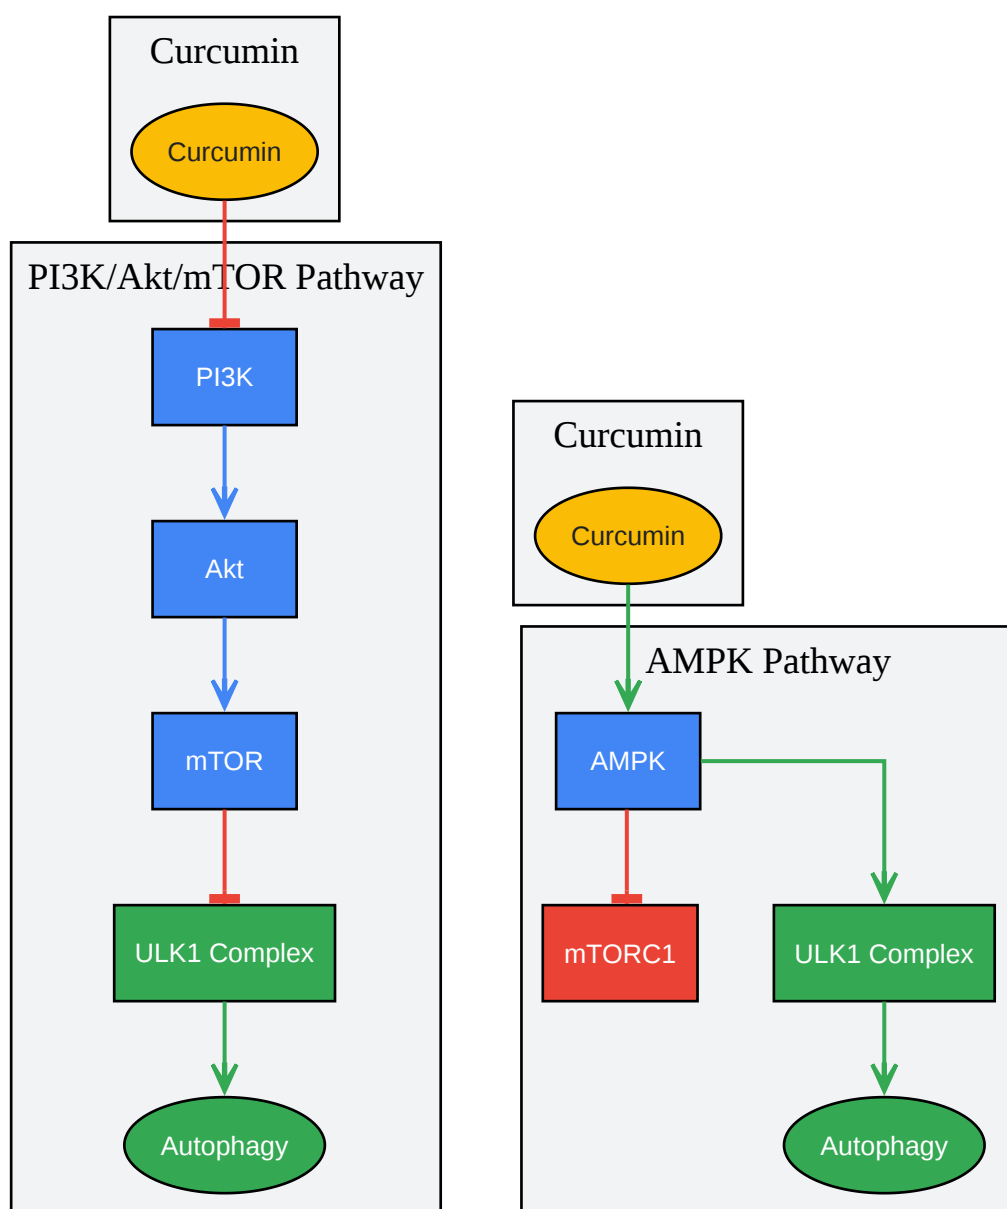 Curcumin
Curcumin
PI3K/Akt/mTOR Pathway
PI3K
Akt
mTOR
ULK1 Complex
Autophagy
Curcumin
Curcumin
AMPK Pathway
AMPK
mTORC1
ULK1 Complex
Autophagy